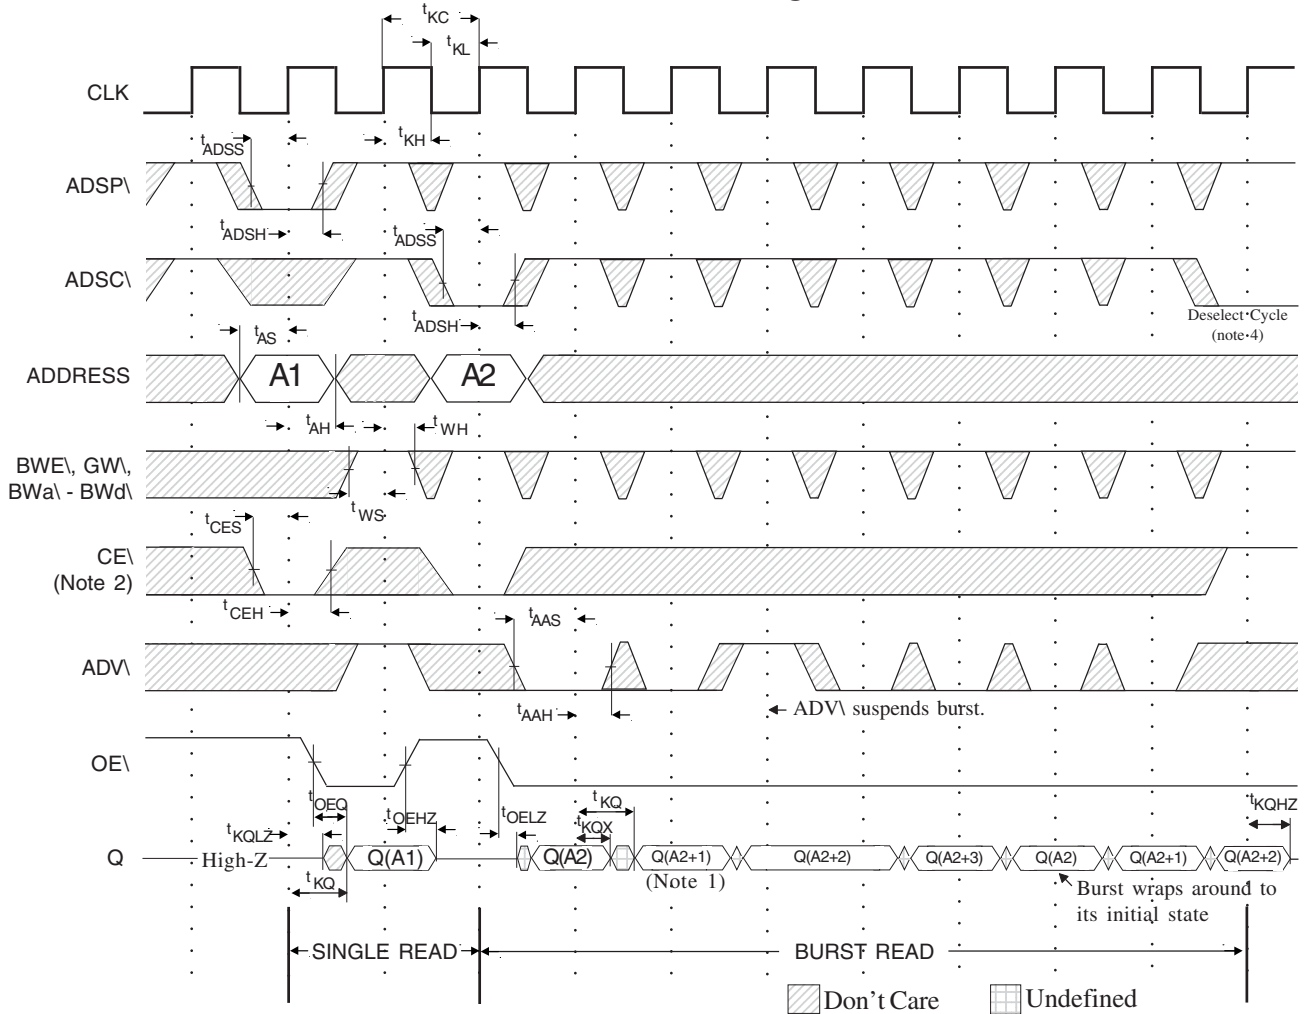 tKC
tKL
CLK
tADSS
tKH
ADSP\
tADSH
tADSS
ADSC\
tADSH
Deselect Cycle
(note 4)
tAS
ADDRESS
A1
A2
tAH
tWH
BWE\, GW\,
BWa\ - BWd\
tWS
tCES
CE\
(Note 2)
tCEH
tAAS
ADV\
tAAH
ADV\ suspends burst.
OE\
tOEQ
tOEHZ
tOELZ
tKQ
tKQX
tKQHZ
tKQLZ
Q
High-Z
Q(A1)
Q(A2)
Q(A2+1)
Q(A2+2)
Q(A2+3)
Q(A2)
Q(A2+1)
Q(A2+2)
tKQ
(Note 1)
Burst wraps around to
its initial state
SINGLE READ
BURST READ
Don't Care
Undefined